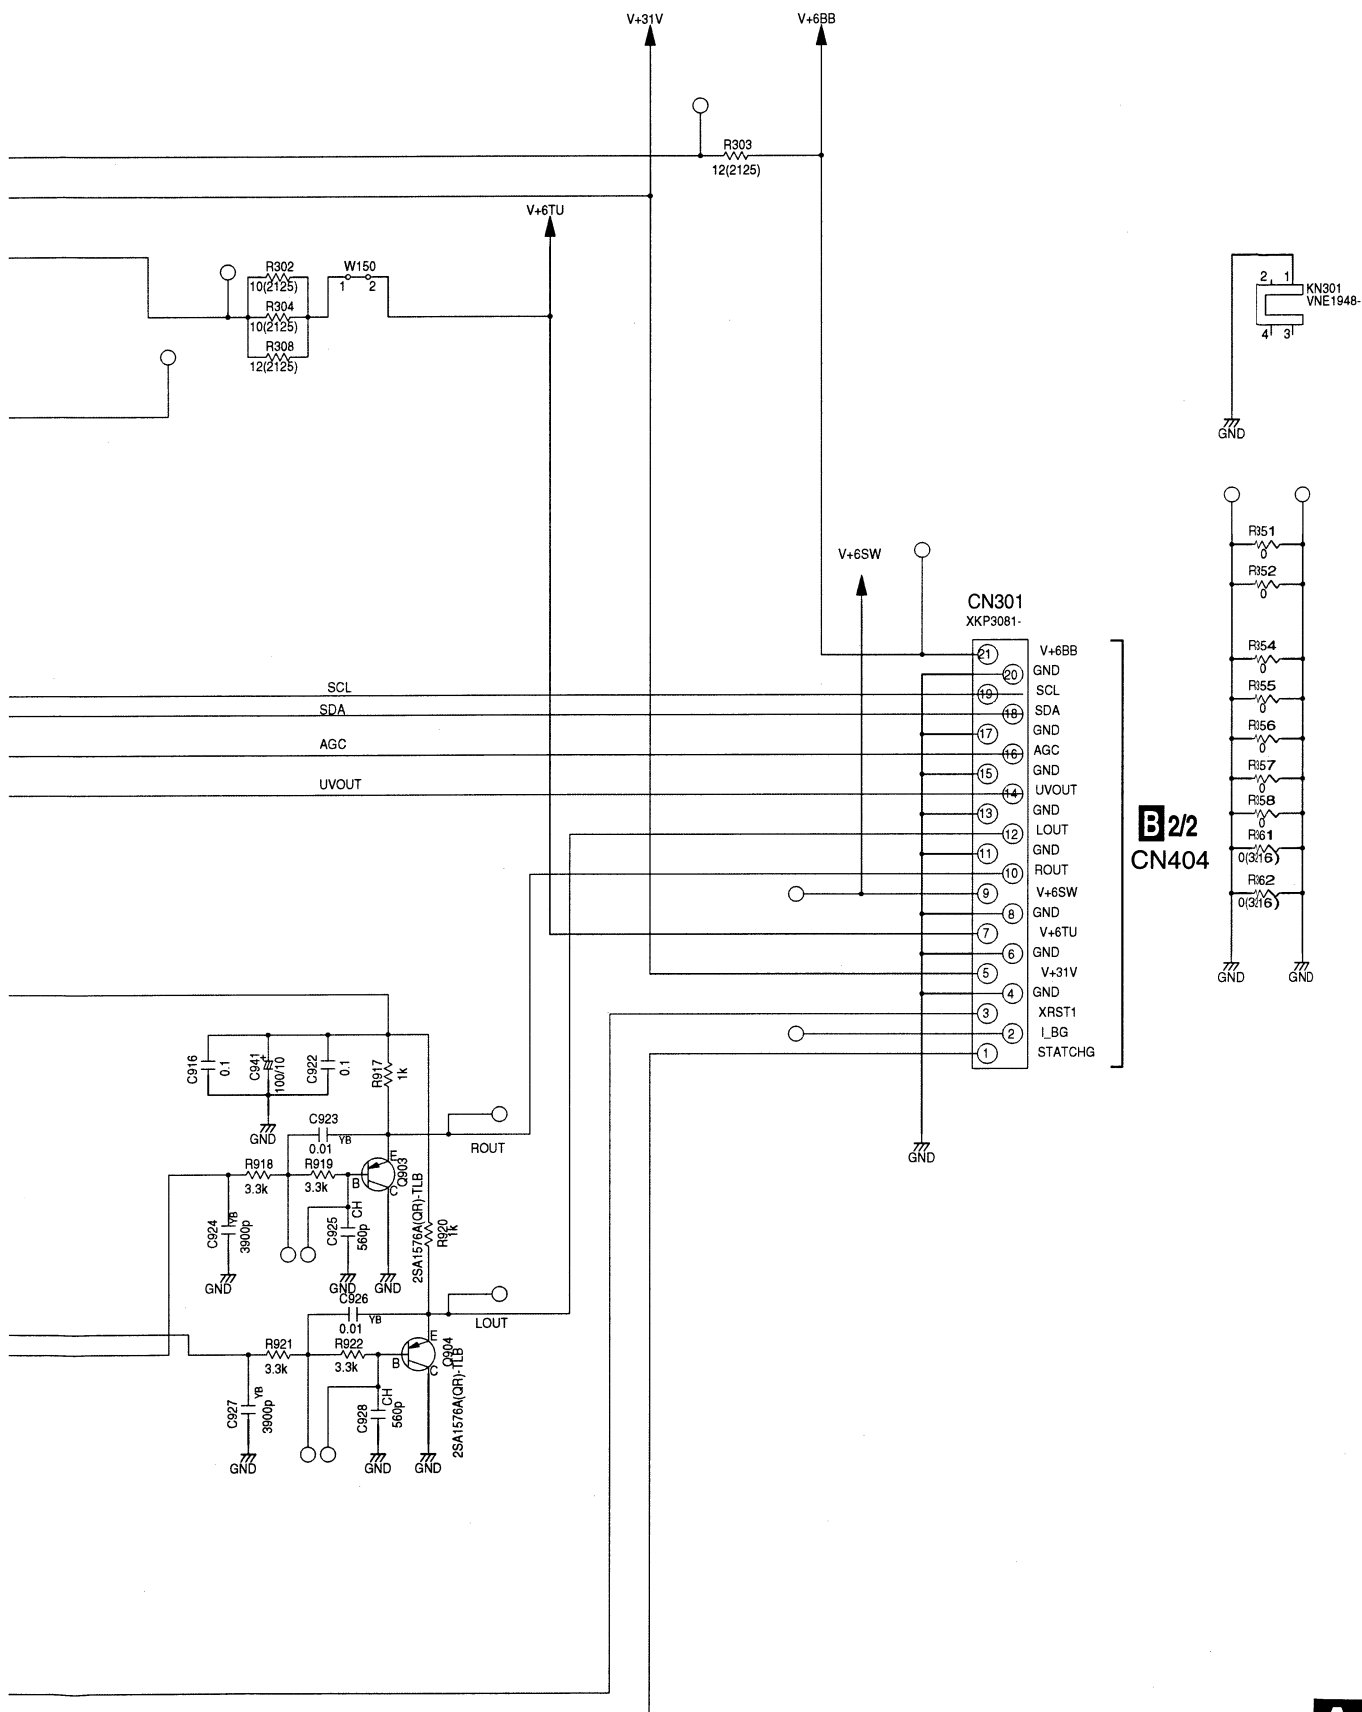 V+31V
V+6BB
R303
12(2125)
V+6TU
R302
10(2125)
R304
10(2125)
R308
12(2125)
W150
1 2
2 1
KN301
VNE1948-
4 3
GND
V+6SW
CN301
XKP3081-
21 V+6BB
20 GND
19 SCL
18 SDA
17 GND
16 AGC
15 GND
14 UVOUT
13 GND
12 LOUT
11 GND
10 ROUT
9 V+6SW
8 GND
7 V+6TU
6 GND
5 V+31V
4 GND
3 XRST1
2 I_BG
1 STATCHG
GND
SCL
SDA
AGC
UVOUT
B 2/2
CN404
R351
0
R352
0
R354
0
R355
0
R356
0
R357
0
R358
0
R361
0(3216)
R362
0(3216)
GND
GND
C916
0.1
C941
+
100/10
C922
0.1
R917
1k
GND
C923
0.01
YB
ROUT
R918
3.3k
R919
3.3k
E
B
C
Q903
2SA1576A(QR)-TLB
C924
YB
3900p
GND
C925
CH
560p
GND
GND
R920
1k
C926
0.01
YB
LOUT
R921
3.3k
R922
3.3k
E
B
C
Q904
2SA1576A(QR)-TLB
C927
YB
3900p
GND
C928
CH
560p
GND
GND